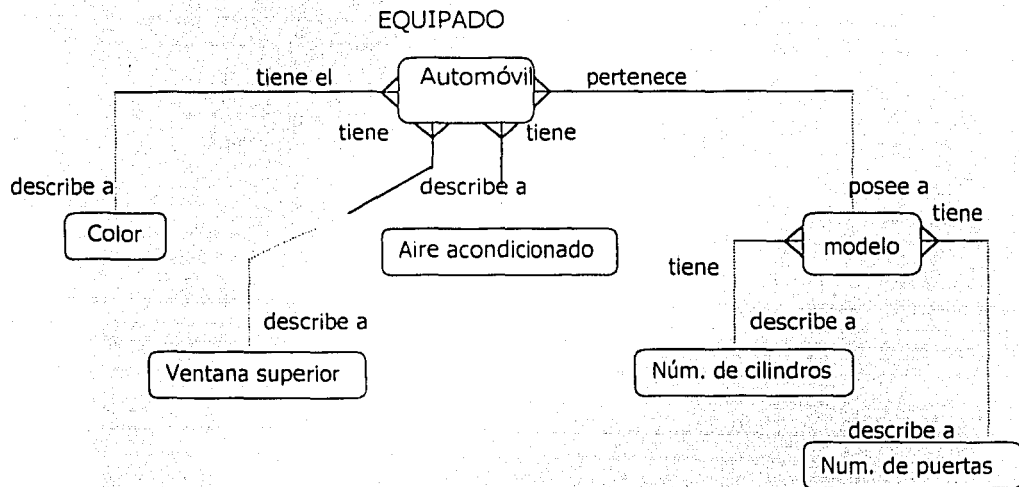 EQUIPADO
tiene el
Automóvil
pertenece
tiene
tiene
describe a
describe a
posee a
tiene
Color
Aire acondicionado
modelo
tiene
describe a
describe a
Ventana superior
Núm. de cilindros
describe a
Num. de puertas